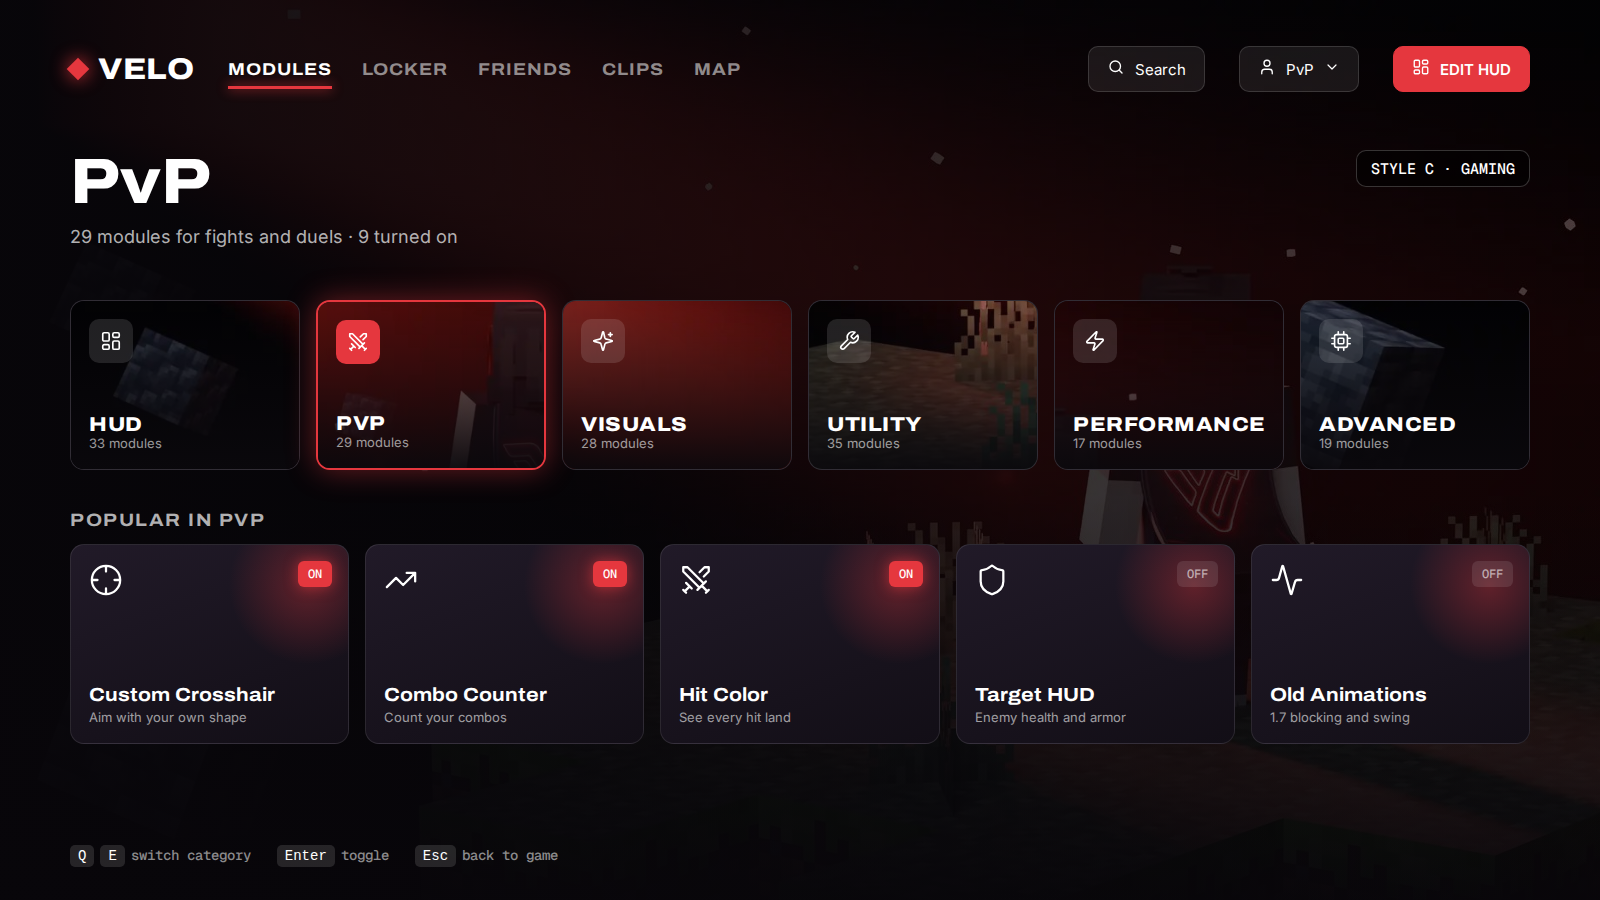 VELO MODULES LOCKER FRIENDS CLIPS MAP Search PvP EDIT HUD
PvP
STYLE C · GAMING
29 modules for fights and duels · 9 turned on
HUD
33 modules
PVP
29 modules
VISUALS
28 modules
UTILITY
35 modules
PERFORMANCE
17 modules
ADVANCED
19 modules
POPULAR IN PVP
ON
Custom Crosshair
Aim with your own shape
ON
Combo Counter
Count your combos
ON
Hit Color
See every hit land
OFF
Target HUD
Enemy health and armor
OFF
Old Animations
1.7 blocking and swing
Q E switch category Enter toggle Esc back to game